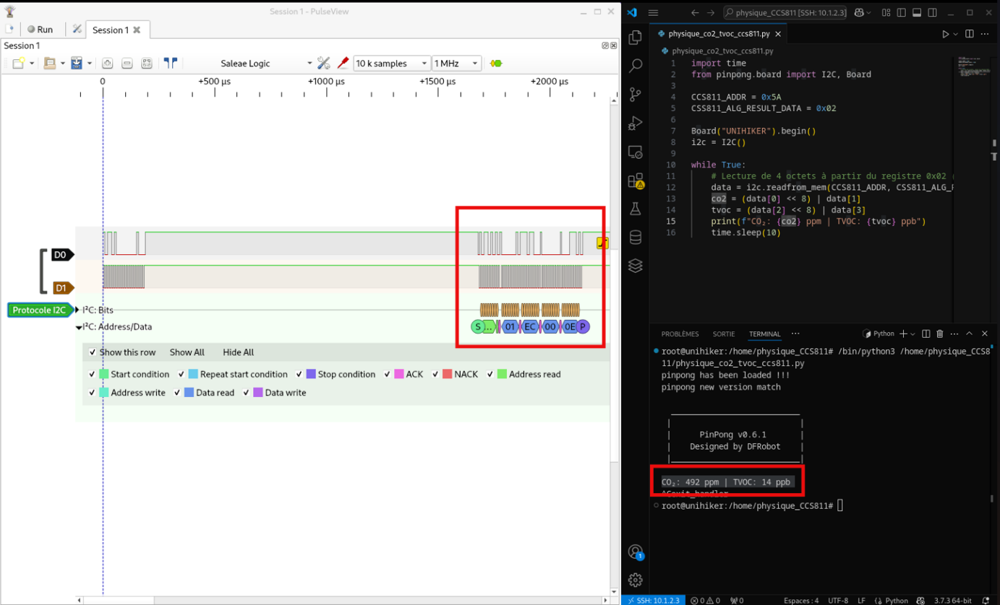 Session 1 - PulseView
Run
Session 1
Session 1
Saleae Logic
10 k samples
1 MHz
0
+500 µs
+1000 µs
+1500 µs
+2000 µs
D0
D1
Protocole I2C
I²C: Bits
I²C: Address/Data
S
..
01
EC
00
0E
P
Show this row
Show All
Hide All
Start condition
Repeat start condition
Stop condition
ACK
NACK
Address read
Address write
Data read
Data write
physique_CCS811 [SSH: 10.1.2.3]
physique_co2_tvoc_ccs811.py
physique_co2_tvoc_ccs811.py
1 import time
2 from pinpong.board import I2C, Board
3
4 CCS811_ADDR = 0x5A
5 CSS811_ALG_RESULT_DATA = 0x02
6
7 Board("UNIHIKER").begin()
8 i2c = I2C()
9
10 while True:
11 # Lecture de 4 octets à partir du registre 0x02
12 data = i2c.readfrom_mem(CCS811_ADDR, CSS811_ALG_
13 co2 = (data[0] << 8) | data[1]
14 tvoc = (data[2] << 8) | data[3]
15 print(f"CO₂: {co2} ppm | TVOC: {tvoc} ppb")
16 time.sleep(10)
PROBLÈMES
SORTIE
TERMINAL
Python
root@unihiker:/home/physique_CCS811# /bin/python3 /home/physique_CCS8
11/physique_co2_tvoc_ccs811.py
pinpong has been loaded !!!
pinpong new version match
PinPong v0.6.1
Designed by DFRobot
CO₂: 492 ppm | TVOC: 14 ppb
^Cexit_handler
root@unihiker:/home/physique_CCS811#
1
SSH: 10.1.2.3
0
0
0
Espaces : 4
UTF-8
LF
Python
3.7.3 64-bit